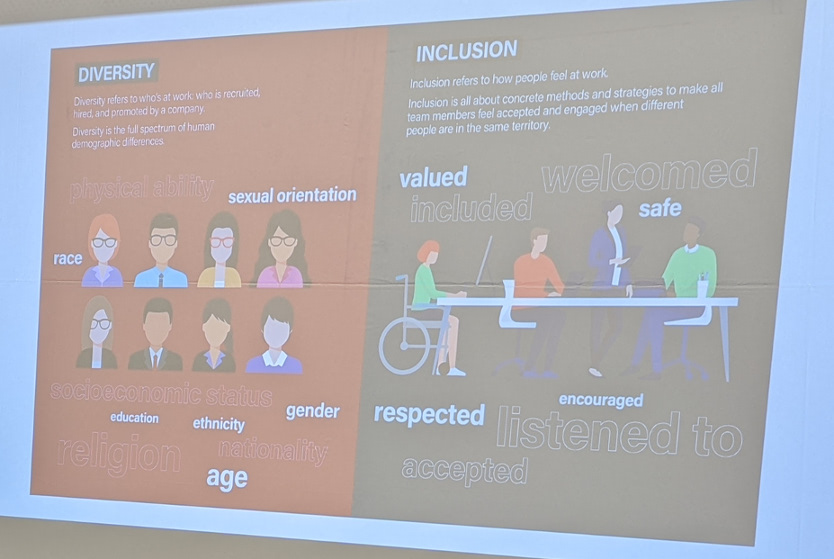 DIVERSITY
Diversity refers to who's at work: who is recruited,
hired, and promoted by a company.
Diversity is the full spectrum of human
demographic differences.
physical ability
sexual orientation
race
socioeconomic status
education
ethnicity
gender
religion
nationality
age
INCLUSION
Inclusion refers to how people feel at work.
Inclusion is all about concrete methods and strategies to make all
team members feel accepted and engaged when different
people are in the same territory.
valued
welcomed
included
safe
encouraged
respected
listened to
accepted